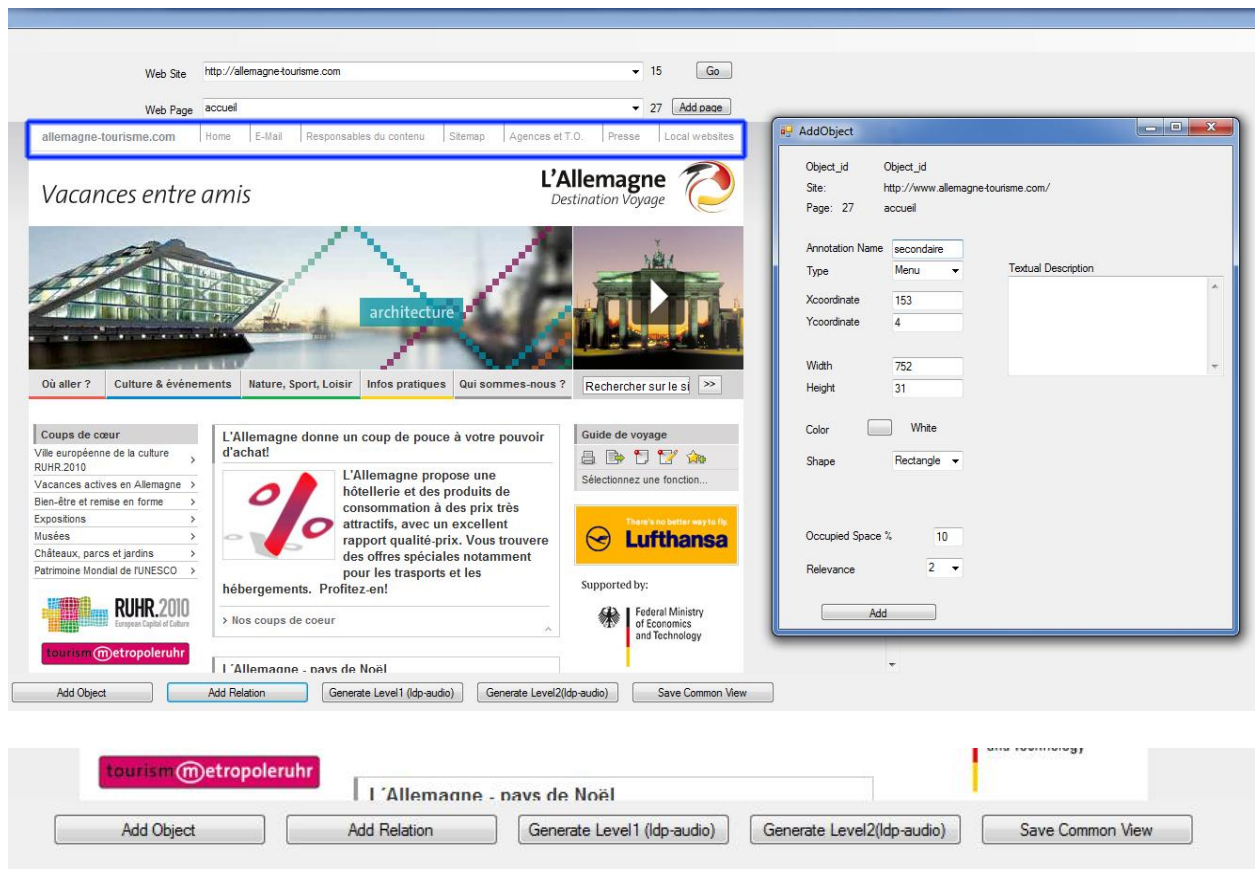 Web Site http://allemagne-tourisme.com 15 Go
Web Page accueil 27 Add page
allemagne-tourisme.com Home E-Mail Responsables du contenu Sitemap Agences et T.O. Presse Local websites
Vacances entre amis
L'Allemagne
Destination Voyage
architecture
Où aller ? Culture & événements Nature, Sport, Loisir Infos pratiques Qui sommes-nous ? Rechercher sur le si >>
Coups de cœur
Ville européenne de la culture
RUHR.2010
Vacances actives en Allemagne
Bien-être et remise en forme
Expositions
Musées
Châteaux, parcs et jardins
Patrimoine Mondial de l'UNESCO
RUHR.2010
European Capital of Culture
tourism metropoleruhr
L'Allemagne donne un coup de pouce à votre pouvoir
d'achat!
L'Allemagne propose une
hôtellerie et des produits de
consommation à des prix très
attractifs, avec un excellent
rapport qualité-prix. Vous trouvere
des offres spéciales notamment
pour les trasports et les
hébergements. Profitez-en!
> Nos coups de coeur
L´Allemagne - pays de Noël
Guide de voyage
Sélectionnez une fonction...
There's no better way to fly.
Lufthansa
Supported by:
Federal Ministry
of Economics
and Technology
AddObject
Object_id Object_id
Site: http://www.allemagne-tourisme.com/
Page: 27 accueil
Annotation Name secondaire
Type Menu Textual Description
Xcoordinate 153
Ycoordinate 4
Width 752
Height 31
Color White
Shape Rectangle
Occupied Space % 10
Relevance 2
Add
Add Object Add Relation Generate Level1 (ldp-audio) Generate Level2(ldp-audio) Save Common View
and Technology
tourism metropoleruhr
L´Allemagne - pays de Noël
Add Object Add Relation Generate Level1 (ldp-audio) Generate Level2(ldp-audio) Save Common View